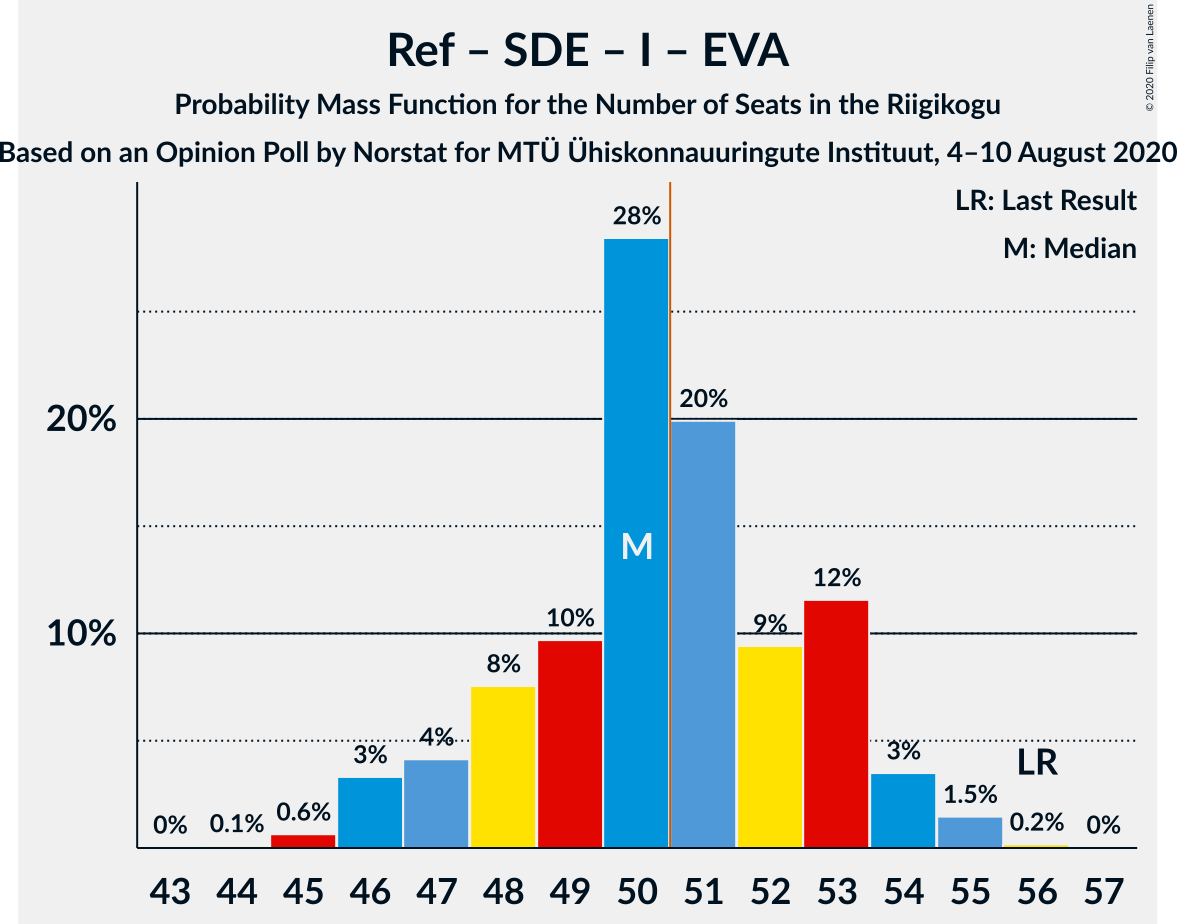 Ref – SDE – I – EVA
Probability Mass Function for the Number of Seats in the Riigikogu
Based on an Opinion Poll by Norstat for MTÜ Ühiskonnauuringute Instituut, 4–10 August 2020
© 2020 Filip van Laenen
LR: Last Result
M: Median
28%
20%
20%
M
12%
10%
10%
9%
8%
4%
3%
3%
LR
1.5%
0.6%
0.2%
0%
0.1%
0%
43 44 45 46 47 48 49 50 51 52 53 54 55 56 57